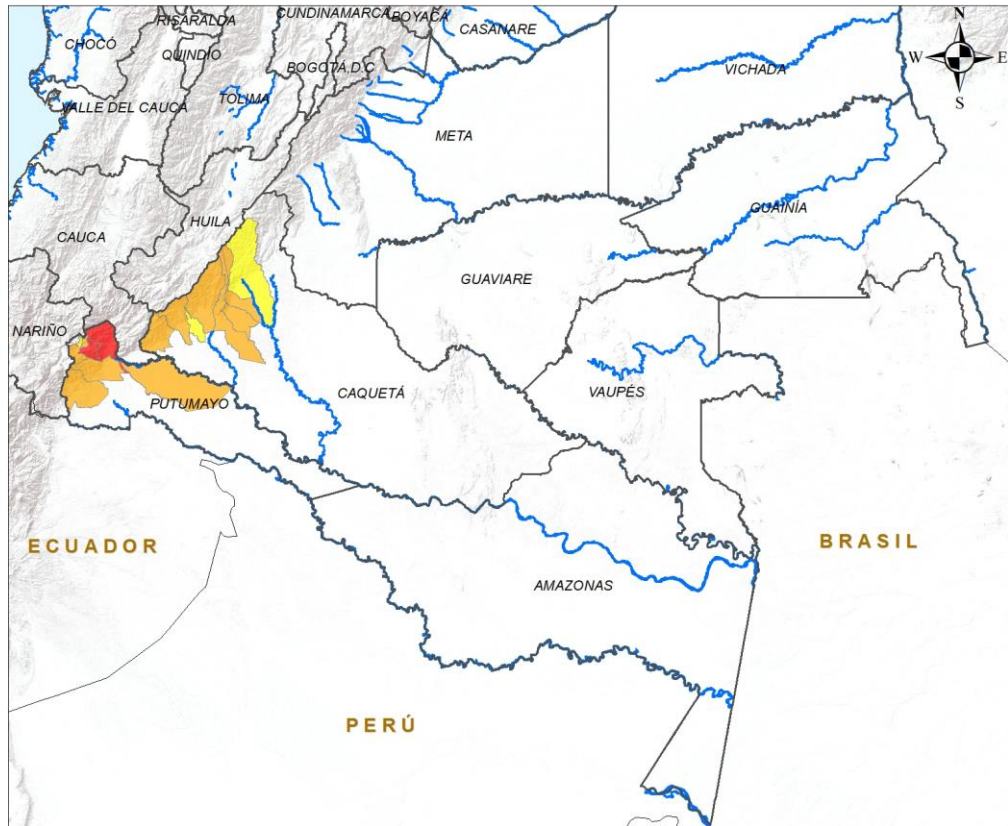 CUNDINAMARCA
BOYACÁ
RISARALDA
CASANARE
N
CHOCÓ
QUINDÍO
BOGOTÁ D.C
W
E
VICHADA
S
TOLIMA
VALLE DEL CAUCA
META
GUAINÍA
HUILA
CAUCA
GUAVIARE
NARIÑO
CAQUETÁ
VAUPÉS
PUTUMAYO
ECUADOR
BRASIL
AMAZONAS
PERÚ